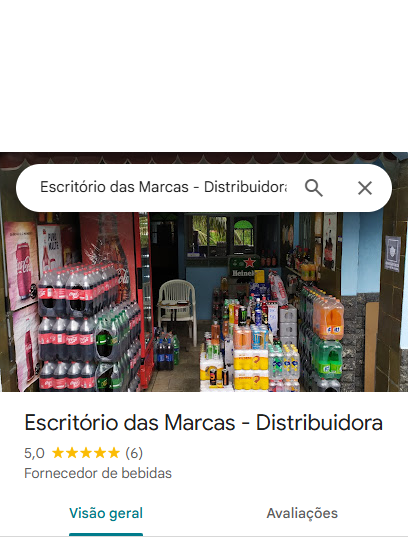 Escritório das Marcas - Distribuidora
Heineken
Escritório das Marcas - Distribuidora
5,0 (6)
Fornecedor de bebidas
Visão geral
Avaliações